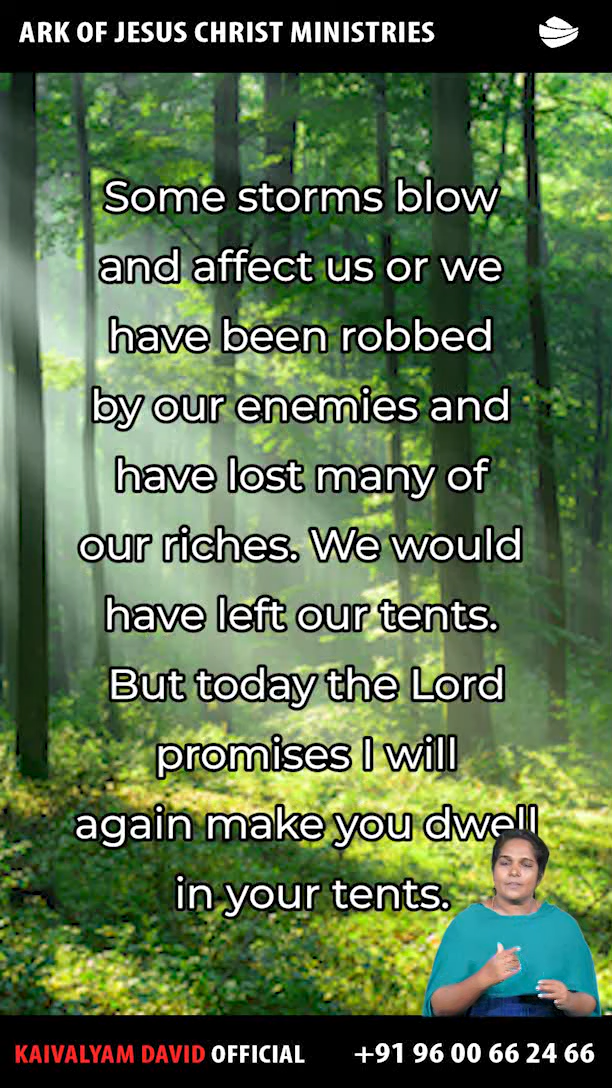 ARK OF JESUS CHRIST MINISTRIES
Some storms blow
and affect us or we
have been robbed
by our enemies and
have lost many of
our riches. We would
have left our tents.
But today the Lord
promises I will
again make you dwell
in your tents.
KAIVALYAM DAVID OFFICIAL
+91 96 00 66 24 66